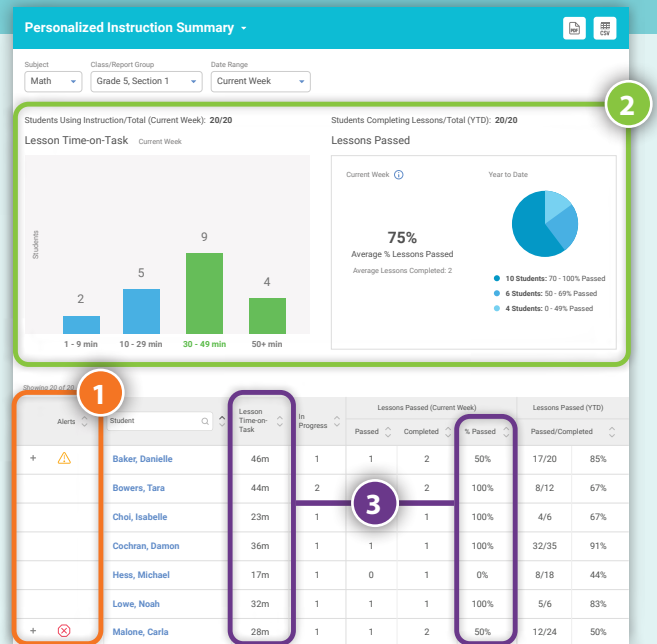 Personalized Instruction Summary
PDF
CSV
Subject Class/Report Group Date Range
Math Grade 5, Section 1 Current Week
2
Students Using Instruction/Total (Current Week): 20/20
Students Completing Lessons/Total (YTD): 20/20
Lesson Time-on-Task Current Week
Lessons Passed
Students
2
5
9
4
1 - 9 min 10 - 29 min 30 - 49 min 50+ min
Current Week
Year to Date
75%
Average % Lessons Passed
Average Lessons Completed: 2
10 Students: 70 - 100% Passed
6 Students: 50 - 69% Passed
4 Students: 0 - 49% Passed
Showing 20 of 20
1
Alerts
Student
Lesson
Time-on-
Task
In
Progress
Lessons Passed (Current Week)
Passed Completed % Passed
Lessons Passed (YTD)
Passed/Completed
+ Baker, Danielle 46m 1 1 2 50% 17/20 85%
Bowers, Tara 44m 2 2 100% 8/12 67%
3
Choi, Isabelle 23m 1 1 100% 4/6 67%
Cochran, Damon 36m 1 1 1 100% 32/35 91%
Hess, Michael 17m 1 0 1 0% 8/18 44%
Lowe, Noah 32m 1 1 1 100% 5/6 83%
+ Malone, Carla 28m 1 1 2 50% 12/24 50%